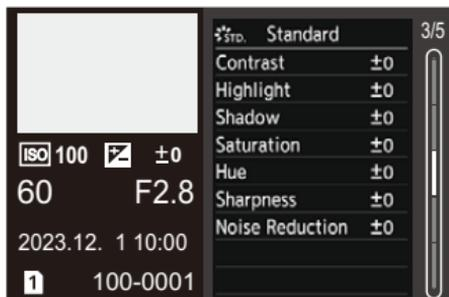 ISO 100 ±0
60 F2.8
2023.12. 1 10:00
1 100-0001
STD. Standard 3/5
Contrast ±0
Highlight ±0
Shadow ±0
Saturation ±0
Hue ±0
Sharpness ±0
Noise Reduction ±0